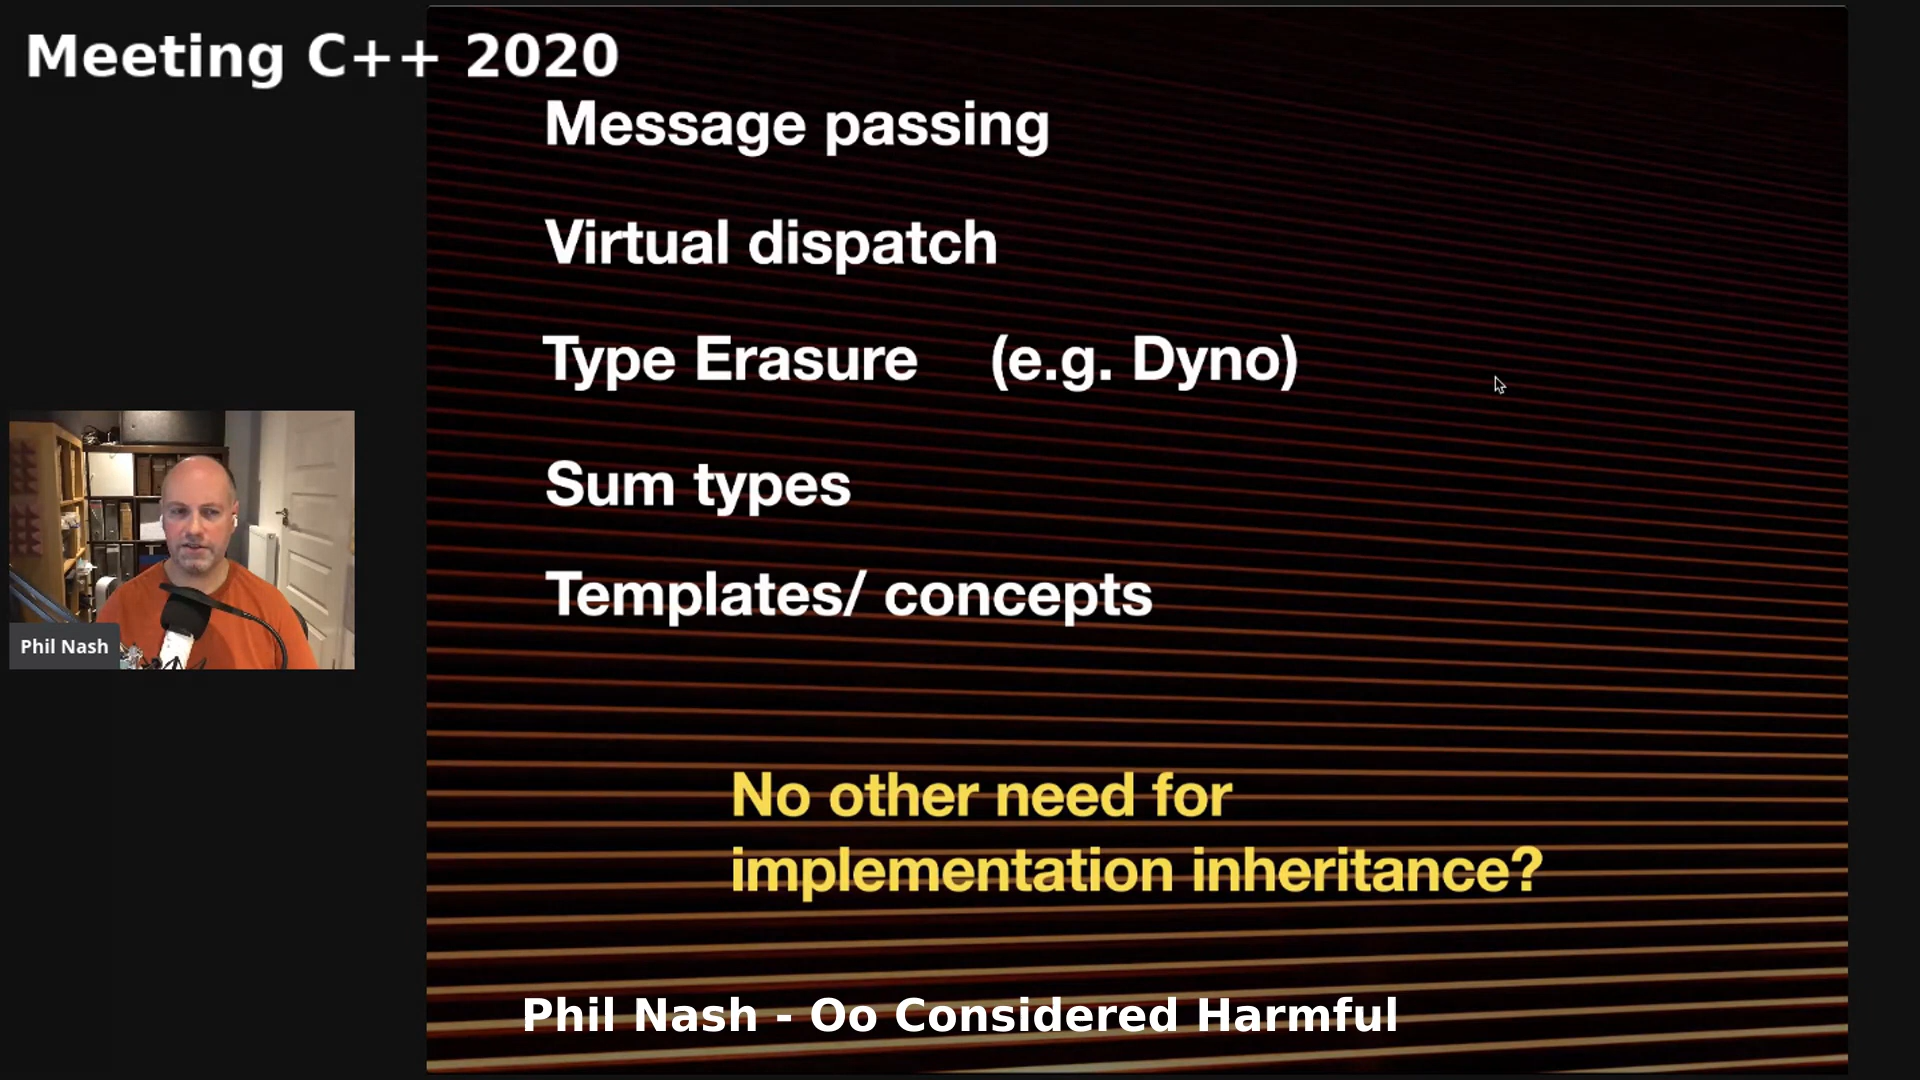 Meeting C++ 2020
Message passing
Virtual dispatch
Type Erasure (e.g. Dyno)
Sum types
Templates/ concepts
Phil Nash
No other need for
implementation inheritance?
Phil Nash - Oo Considered Harmful